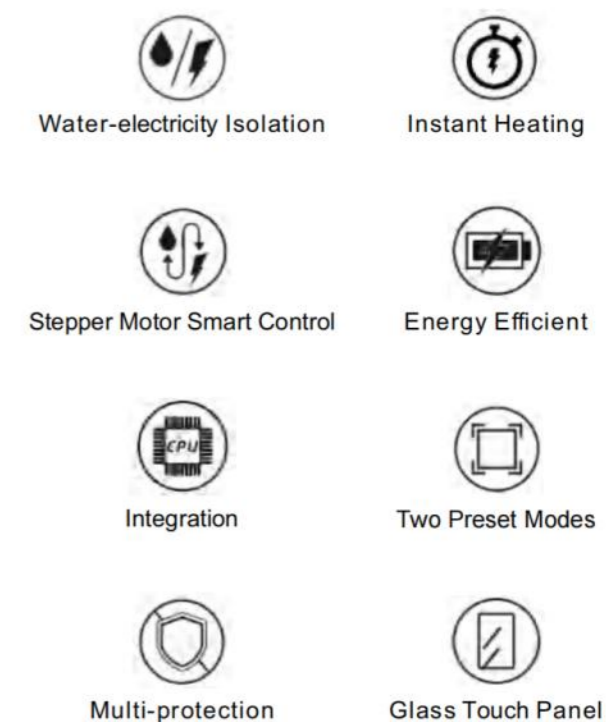 Water-electricity Isolation
Instant Heating
Stepper Motor Smart Control
Energy Efficient
CPU
Integration
Two Preset Modes
Multi-protection
Glass Touch Panel